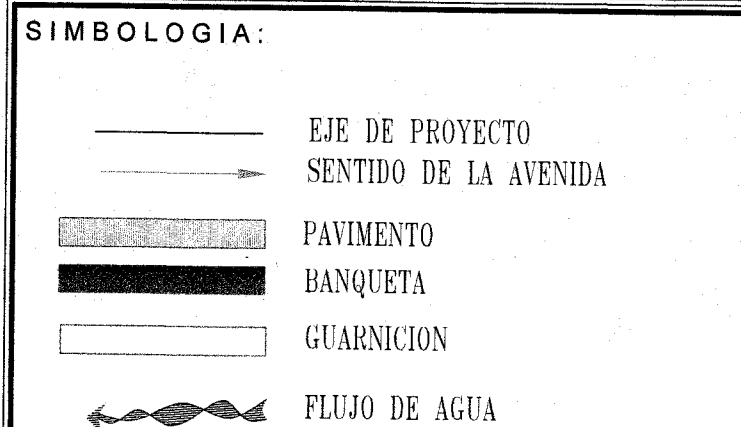 SIMBOLOGIA:
EJE DE PROYECTO
SENTIDO DE LA AVENIDA
PAVIMENTO
BANQUETA
GUARNICION
FLUJO DE AGUA